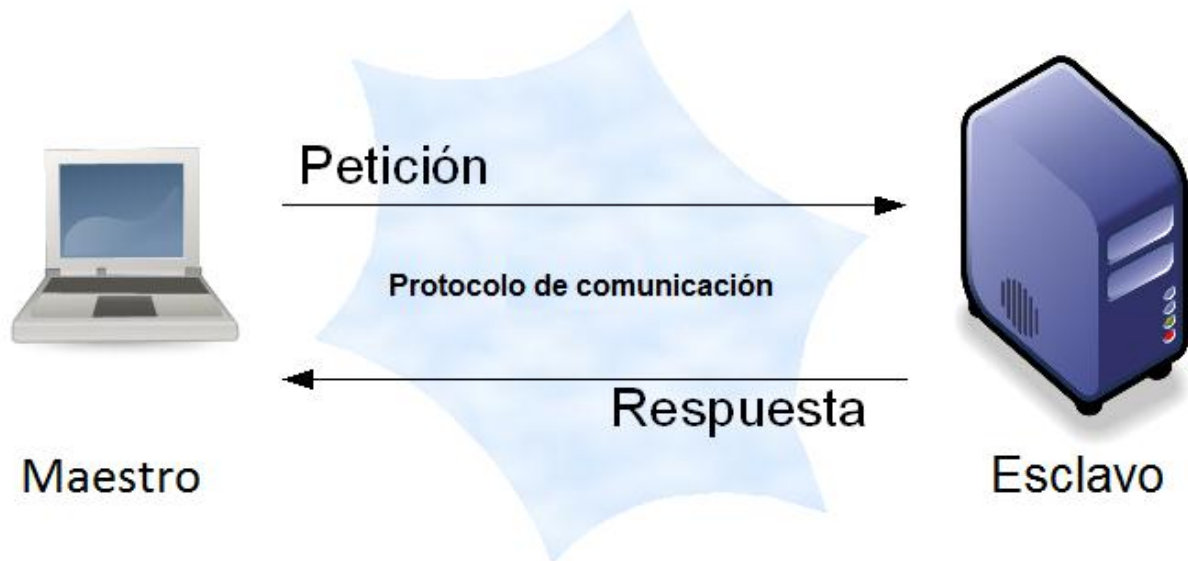 Petición
Protocolo de comunicación
Respuesta
Maestro
Esclavo